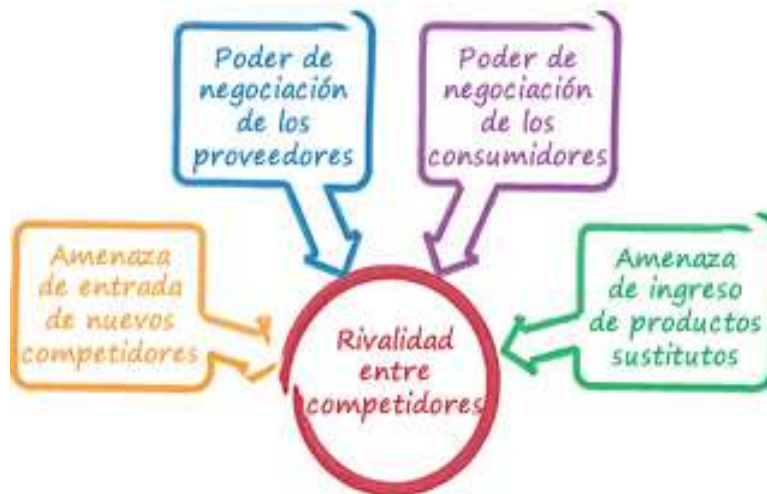 Poder de
negociación
de los
proveedores
Poder de
negociación
de los
consumidores
Amenaza
de entrada
de nuevos
competidores
Rivalidad
entre
competidores
Amenaza
de ingreso
de productos
sustitutos